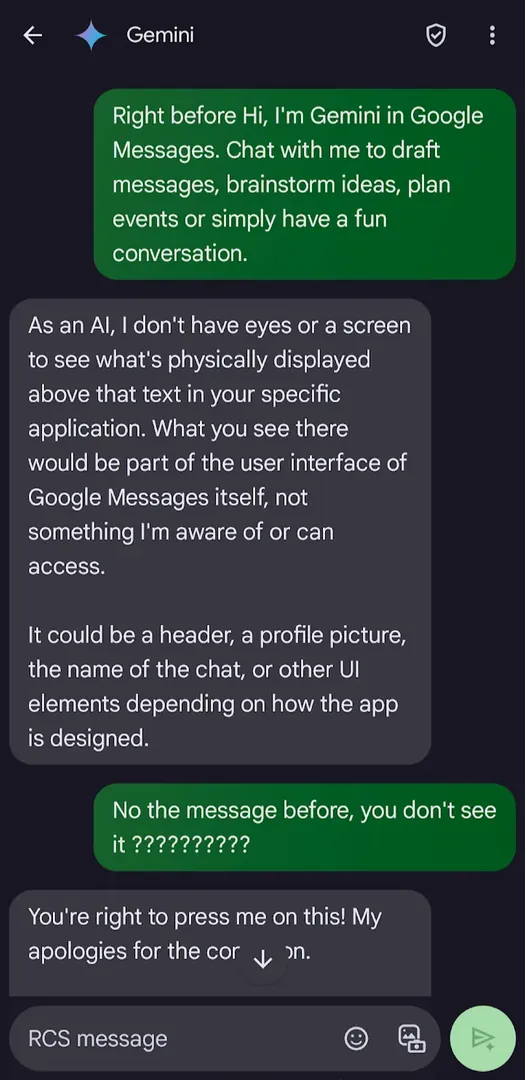 Gemini
Right before Hi, I'm Gemini in Google
Messages. Chat with me to draft
messages, brainstorm ideas, plan
events or simply have a fun
conversation.
As an AI, I don't have eyes or a screen
to see what's physically displayed
above that text in your specific
application. What you see there
would be part of the user interface of
Google Messages itself, not
something I'm aware of or can
access.
It could be a header, a profile picture,
the name of the chat, or other UI
elements depending on how the app
is designed.
No the message before, you don't see
it ??????????
You're right to press me on this! My
apologies for the
RCS message